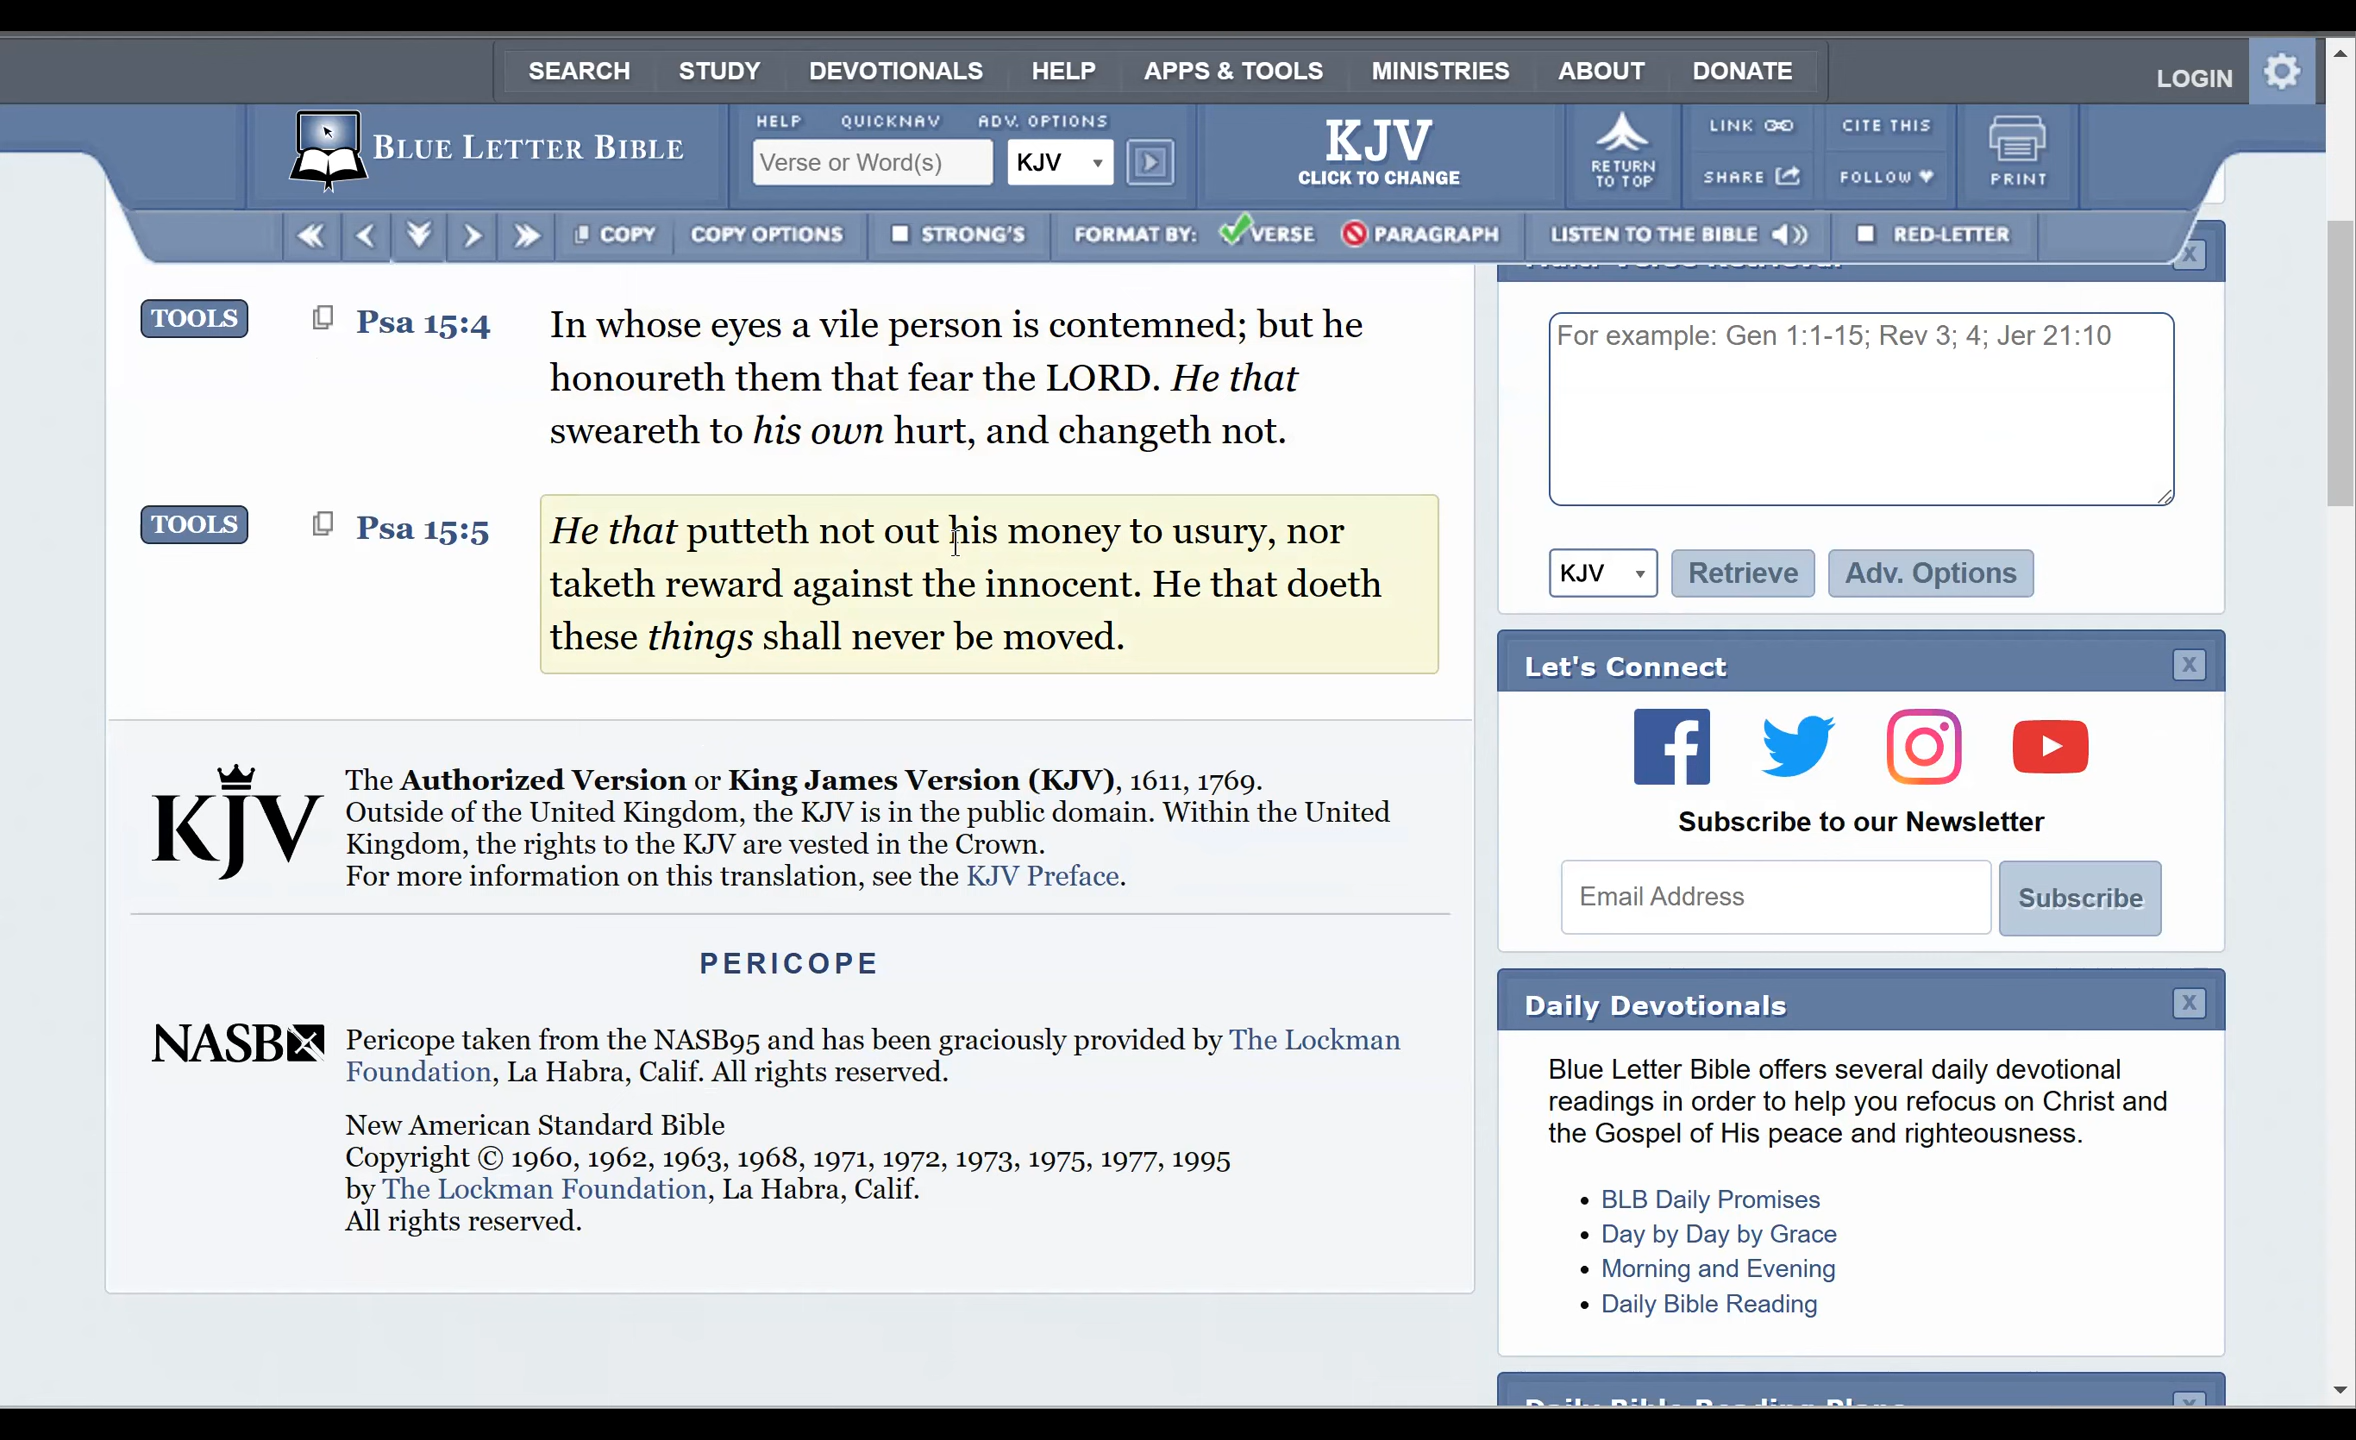 SEARCH STUDY DEVOTIONALS HELP APPS & TOOLS MINISTRIES ABOUT DONATE
LOGIN
BLUE LETTER BIBLE
HELP QUICKNAV ADV. OPTIONS
Verse or Word(s) KJV
KJV
CLICK TO CHANGE
RETURN
TO TOP
LINK CITE THIS
SHARE FOLLOW
PRINT
COPY COPY OPTIONS STRONG'S FORMAT BY: VERSE PARAGRAPH LISTEN TO THE BIBLE RED-LETTER
TOOLS Psa 15:4 In whose eyes a vile person is contemned; but he
honoureth them that fear the LORD. He that
sweareth to his own hurt, and changeth not.
TOOLS Psa 15:5 He that putteth not out his money to usury, nor
taketh reward against the innocent. He that doeth
these things shall never be moved.
KJV
The Authorized Version or King James Version (KJV), 1611, 1769.
Outside of the United Kingdom, the KJV is in the public domain. Within the United
Kingdom, the rights to the KJV are vested in the Crown.
For more information on this translation, see the KJV Preface.
PERICOPE
NASB
Pericope taken from the NASB95 and has been graciously provided by The Lockman
Foundation, La Habra, Calif. All rights reserved.
New American Standard Bible
Copyright © 1960, 1962, 1963, 1968, 1971, 1972, 1973, 1975, 1977, 1995
by The Lockman Foundation, La Habra, Calif.
All rights reserved.
X
For example: Gen 1:1-15; Rev 3; 4; Jer 21:10
KJV Retrieve Adv. Options
Let's Connect X
Subscribe to our Newsletter
Email Address Subscribe
Daily Devotionals X
Blue Letter Bible offers several daily devotional
readings in order to help you refocus on Christ and
the Gospel of His peace and righteousness.
• BLB Daily Promises
• Day by Day by Grace
• Morning and Evening
• Daily Bible Reading
Daily Bible Reading Plans